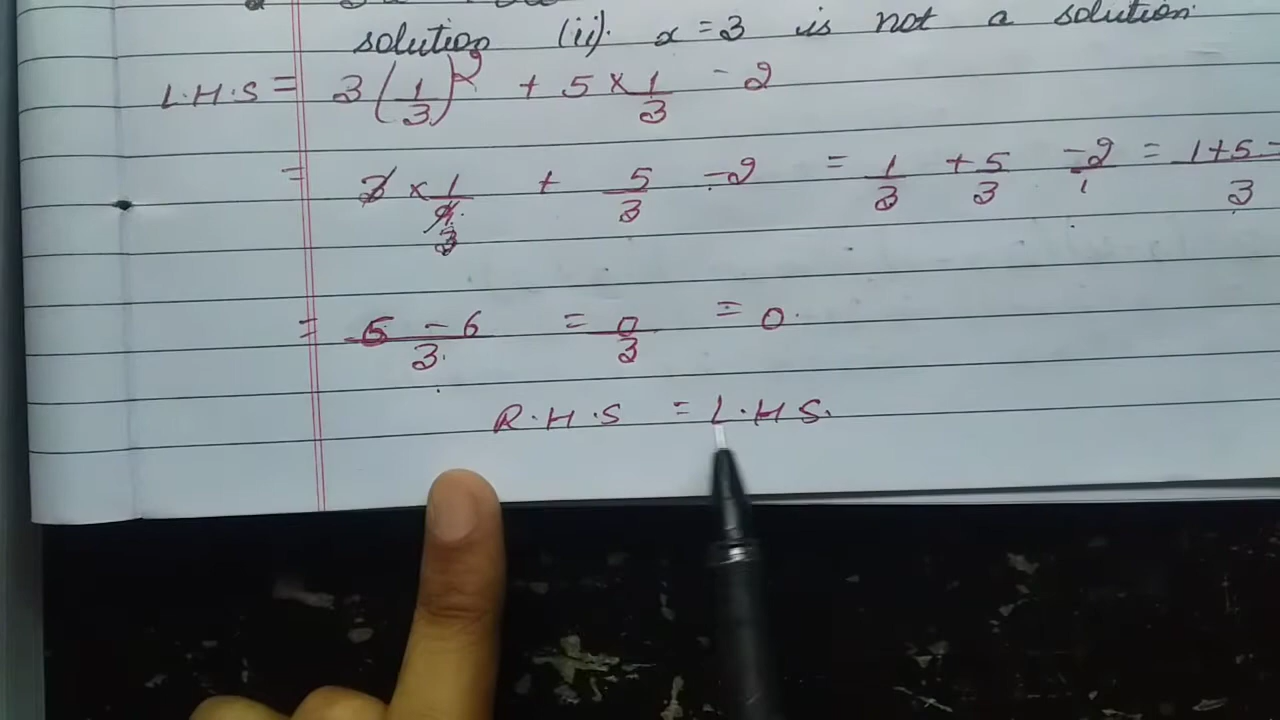 solution (ii). x = 3 is not a solution.
L.H.S = 3(1/3)² + 5 × 1/3 - 2
= 3 × 1/9 3 + 5/3 - 2 = 1/3 + 5/3 - 2/1 = 1+5-/3
= 6 - 6/3 = 0/3 = 0.
R.H.S = L.H.S.